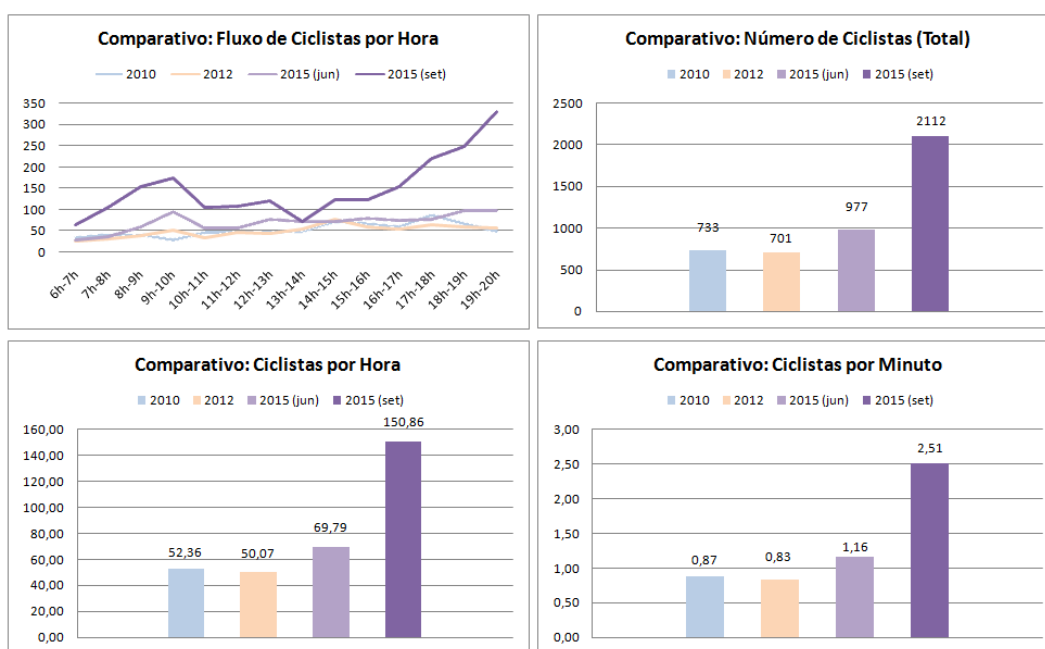 Comparativo: Fluxo de Ciclistas por Hora
2010 2012 2015 (jun) 2015 (set)
350
300
250
200
150
100
50
0
6h-7h 7h-8h 8h-9h 9h-10h 10h-11h 11h-12h 12h-13h 13h-14h 14h-15h 15h-16h 16h-17h 17h-18h 18h-19h 19h-20h
Comparativo: Número de Ciclistas (Total)
2010 2012 2015 (jun) 2015 (set)
2500
2000
1500
1000
500
0
733 701 977 2112
Comparativo: Ciclistas por Hora
2010 2012 2015 (jun) 2015 (set)
160,00
140,00
120,00
100,00
80,00
60,00
40,00
20,00
0,00
52,36 50,07 69,79 150,86
Comparativo: Ciclistas por Minuto
2010 2012 2015 (jun) 2015 (set)
3,00
2,50
2,00
1,50
1,00
0,50
0,00
0,87 0,83 1,16 2,51